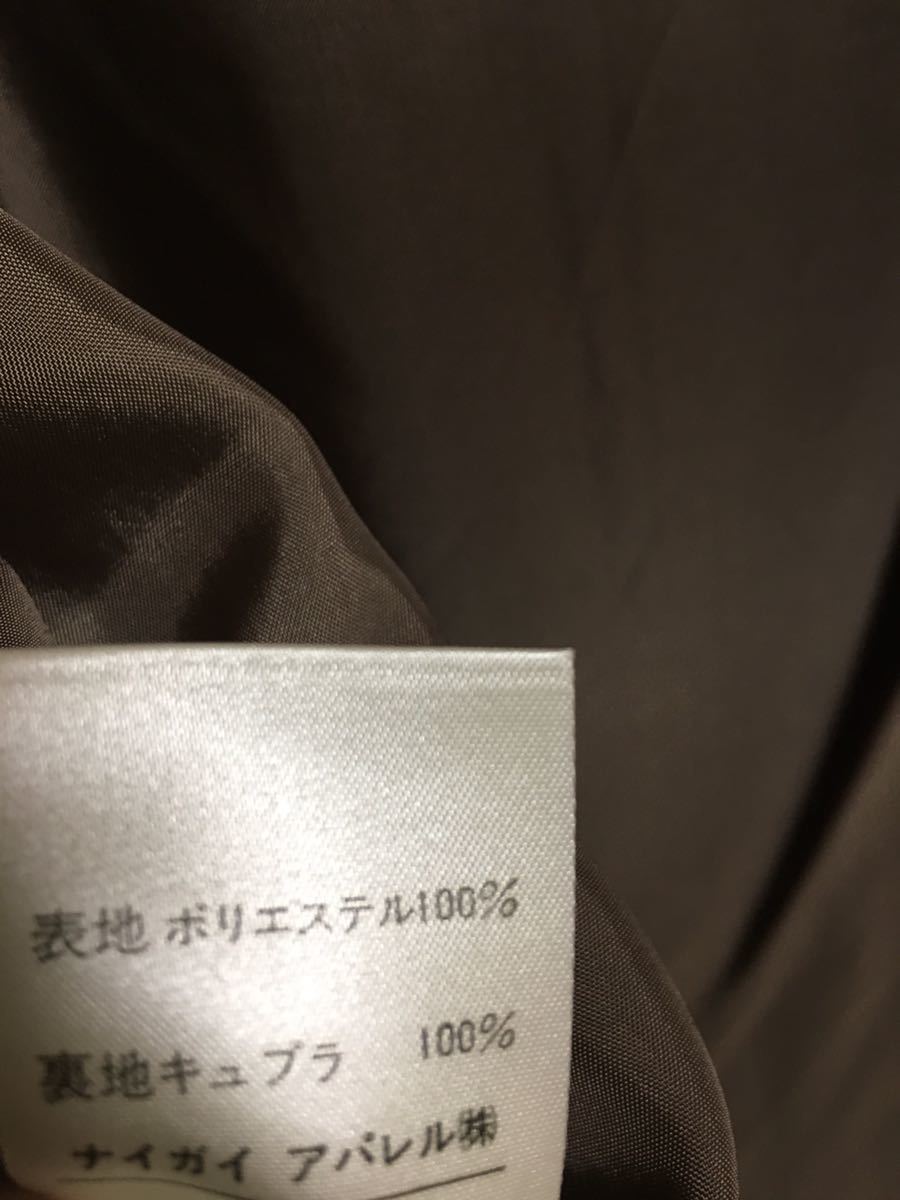 表地 ポリエステル100%
裏地キュプラ 100%
ナイガイ アパレル㈱